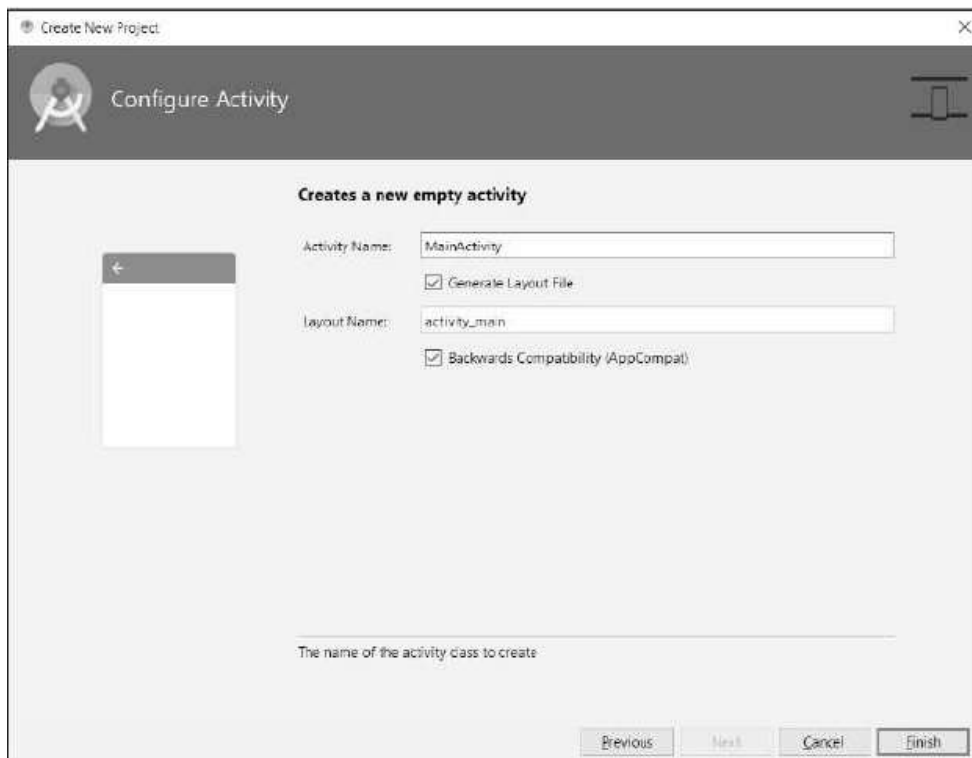 Create New Project
Configure Activity
Creates a new empty activity
Activity Name: MainActivity
Generate Layout File
Layout Name: activity_main
Backwards Compatibility (AppCompat)
The name of the activity class to create
Previous Next Cancel Finish